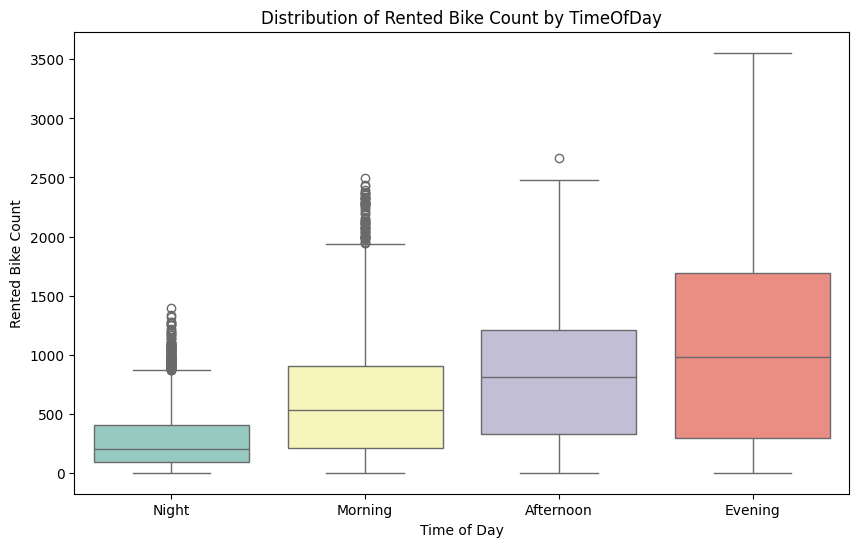 Distribution of Rented Bike Count by TimeOfDay
Rented Bike Count
3500
3000
2500
2000
1500
1000
500
0
Night Morning Afternoon Evening
Time of Day